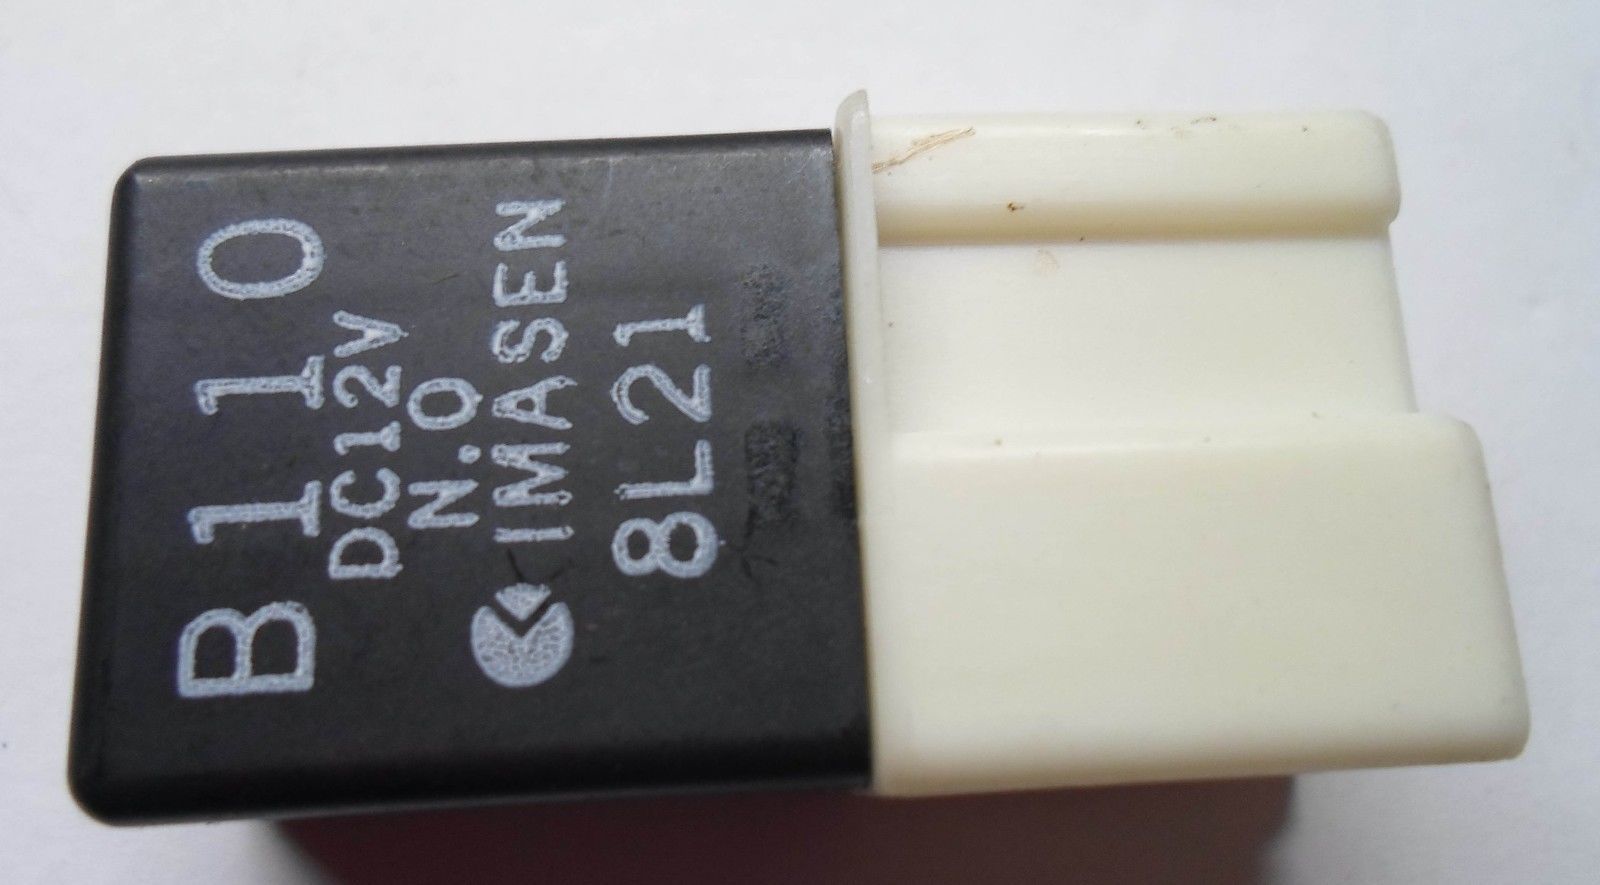 B110
DC12V
N.O
IMASEN
8L21